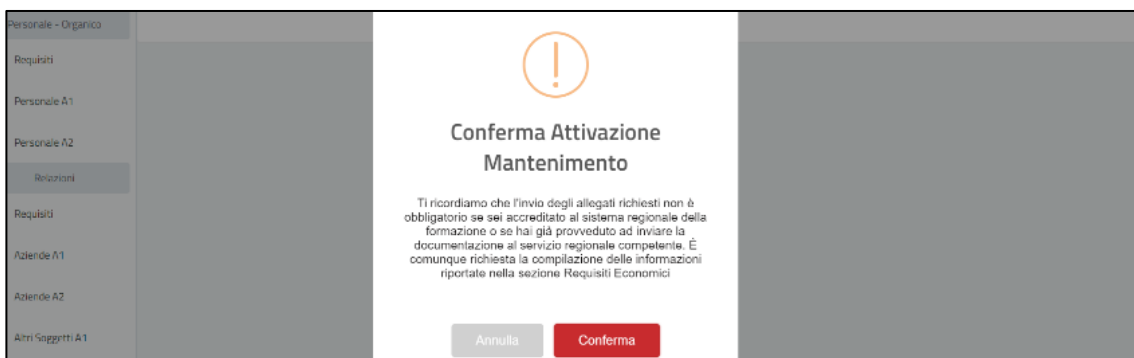 Personale - Organico
Requisiti
Personale A1
Personale A2
Relazioni
Requisiti
Aziende A1
Aziende A2
Altri Soggetti A1
Conferma Attivazione
Mantenimento
Ti ricordiamo che l'invio degli allegati richiesti non è
obbligatorio se sei accreditato al sistema regionale della
formazione o se hai già provveduto ad inviare la
documentazione al servizio regionale competente. É
comunque richiesta la compilazione delle informazioni
riportate nella sezione Requisiti Economici
Annulla
Conferma